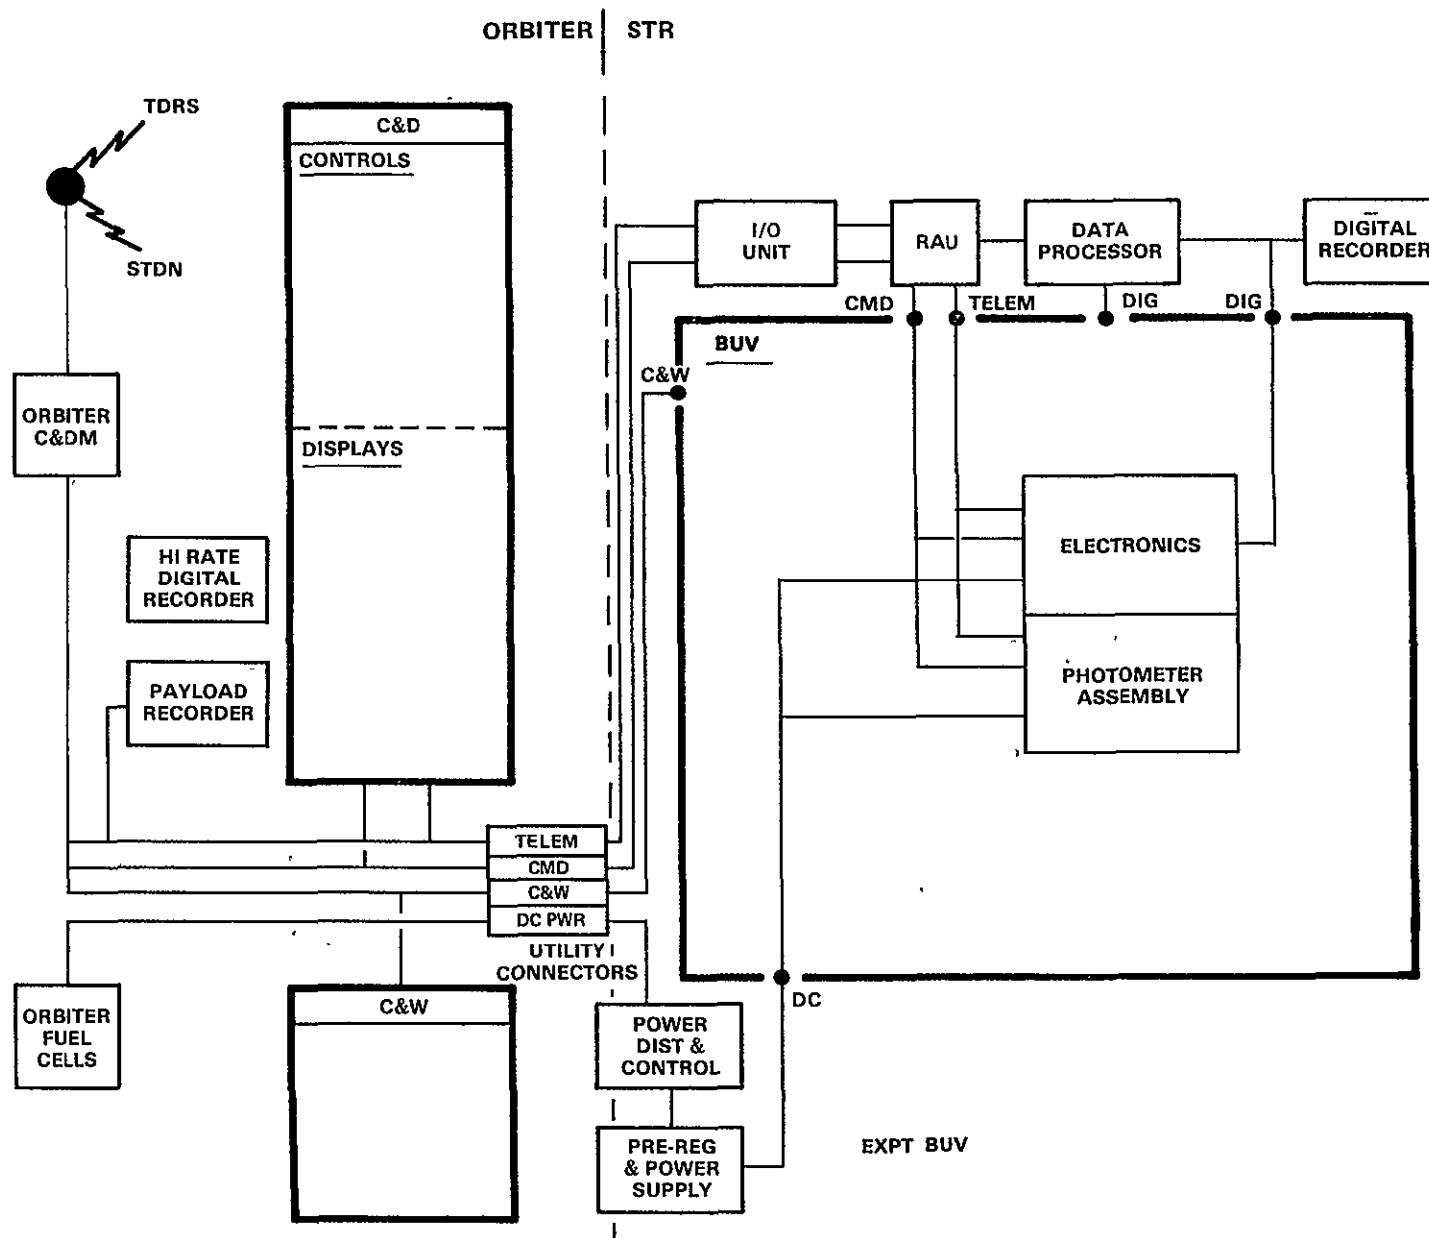 ORBITER STR
TDRS
STDN
C&D
CONTROLS
DISPLAYS
ORBITER
C&DM
HI RATE
DIGITAL
RECORDER
PAYLOAD
RECORDER
I/O
UNIT
RAU
DATA
PROCESSOR
DIGITAL
RECORDER
CMD
TELEM
DIG
DIG
BUV
C&W
ELECTRONICS
PHOTOMETER
ASSEMBLY
TELEM
CMD
C&W
DC PWR
UTILITY
CONNECTORS
DC
ORBITER
FUEL
CELLS
C&W
POWER
DIST &
CONTROL
PRE-REG
& POWER
SUPPLY
EXPT BUV